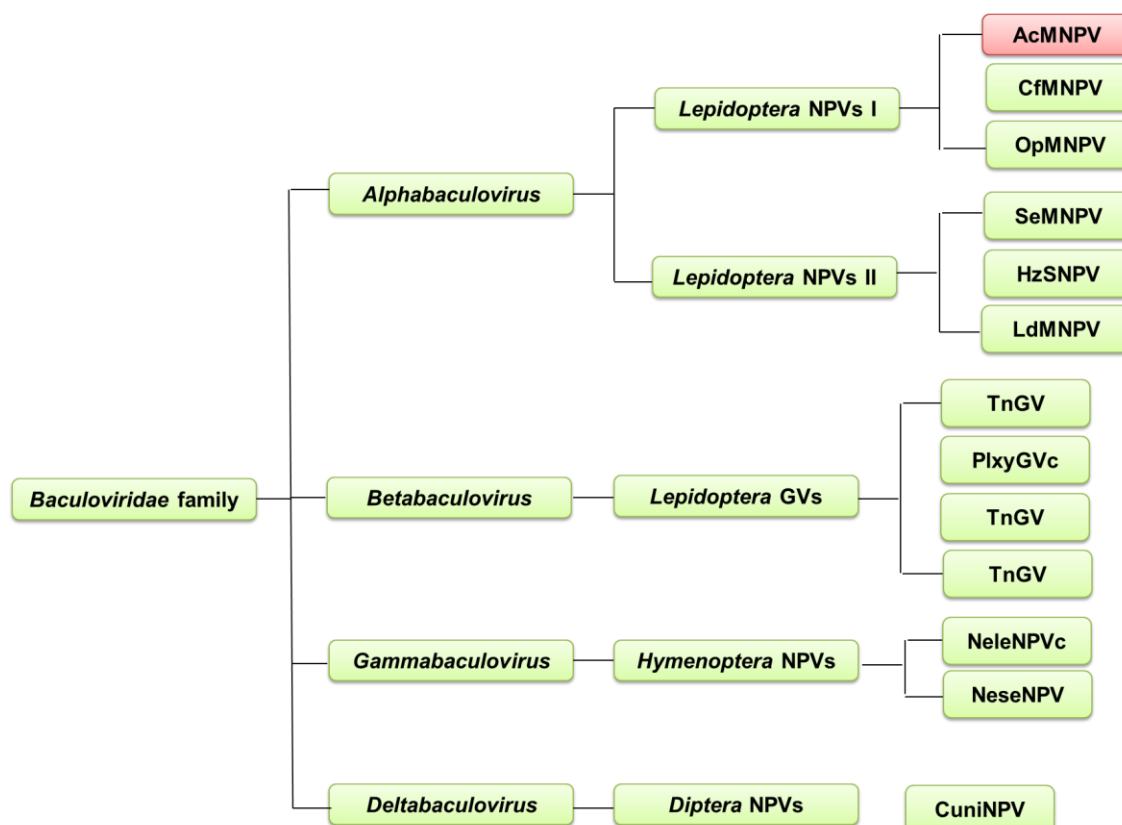 AcMNPV
CfMNPV
OpMNPV
Lepidoptera NPVs I
Alphabaculovirus
SeMNPV
HzSNPV
LdMNPV
Lepidoptera NPVs II
TnGV
PlxyGVc
TnGV
TnGV
Baculoviridae family
Betabaculovirus
Lepidoptera GVs
Gammabaculovirus
Hymenoptera NPVs
NeleNPVc
NeseNPV
Deltabaculovirus
Diptera NPVs
CuniNPV